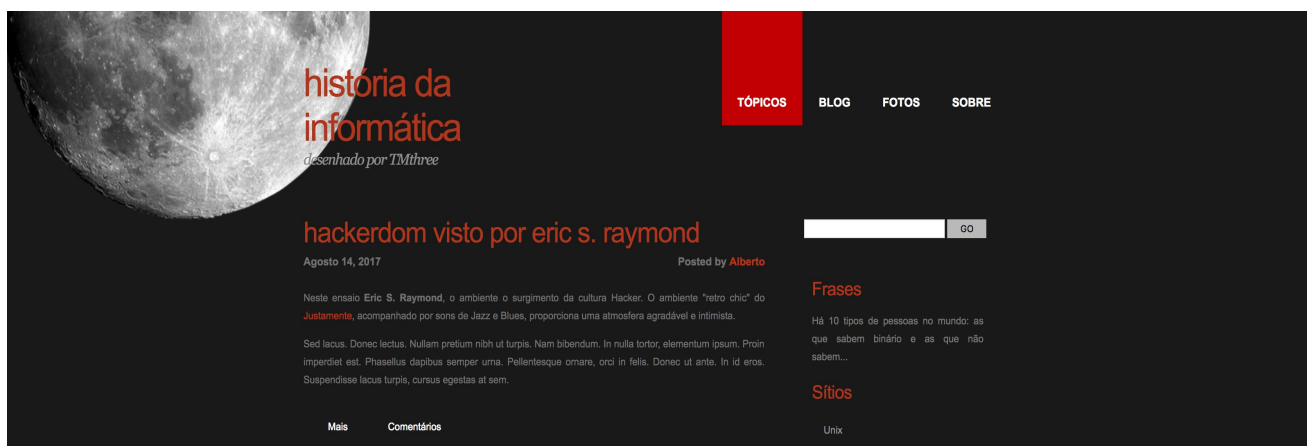 história da
informática
desenhado por TMthree
TÓPICOS BLOG FOTOS SOBRE
hackerdom visto por eric s. raymond
Agosto 14, 2017 Posted by Alberto
Neste ensaio Eric S. Raymond, o ambiente o surgimento da cultura Hacker. O ambiente "retro chic" do
Justamente, acompanhado por sons de Jazz e Blues, proporciona uma atmosfera agradável e intimista.
Sed lacus. Donec lectus. Nullam pretium nibh ut turpis. Nam bibendum. In nulla tortor, elementum ipsum. Proin
imperdiet est. Phasellus dapibus semper urna. Pellentesque ornare, orci in felis. Donec ut ante. In id eros.
Suspendisse lacus turpis, cursus egestas at sem.
Mais Comentários
GO
Frases
Há 10 tipos de pessoas no mundo: as
que sabem binário e as que não
sabem...
Sítios
Unix